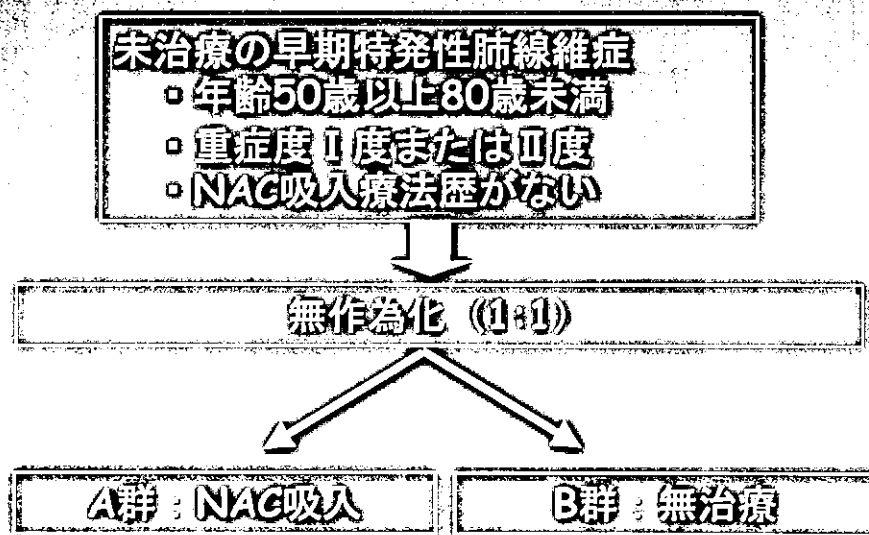 未治療の早期特発性肺線維症
▫ 年齢50歳以上80歳未満
▫ 重症度Ⅰ度またはⅡ度
▫ NAC吸入療法歴がない
無作為化 (1:1)
A群:NAC吸入
B群:無治療